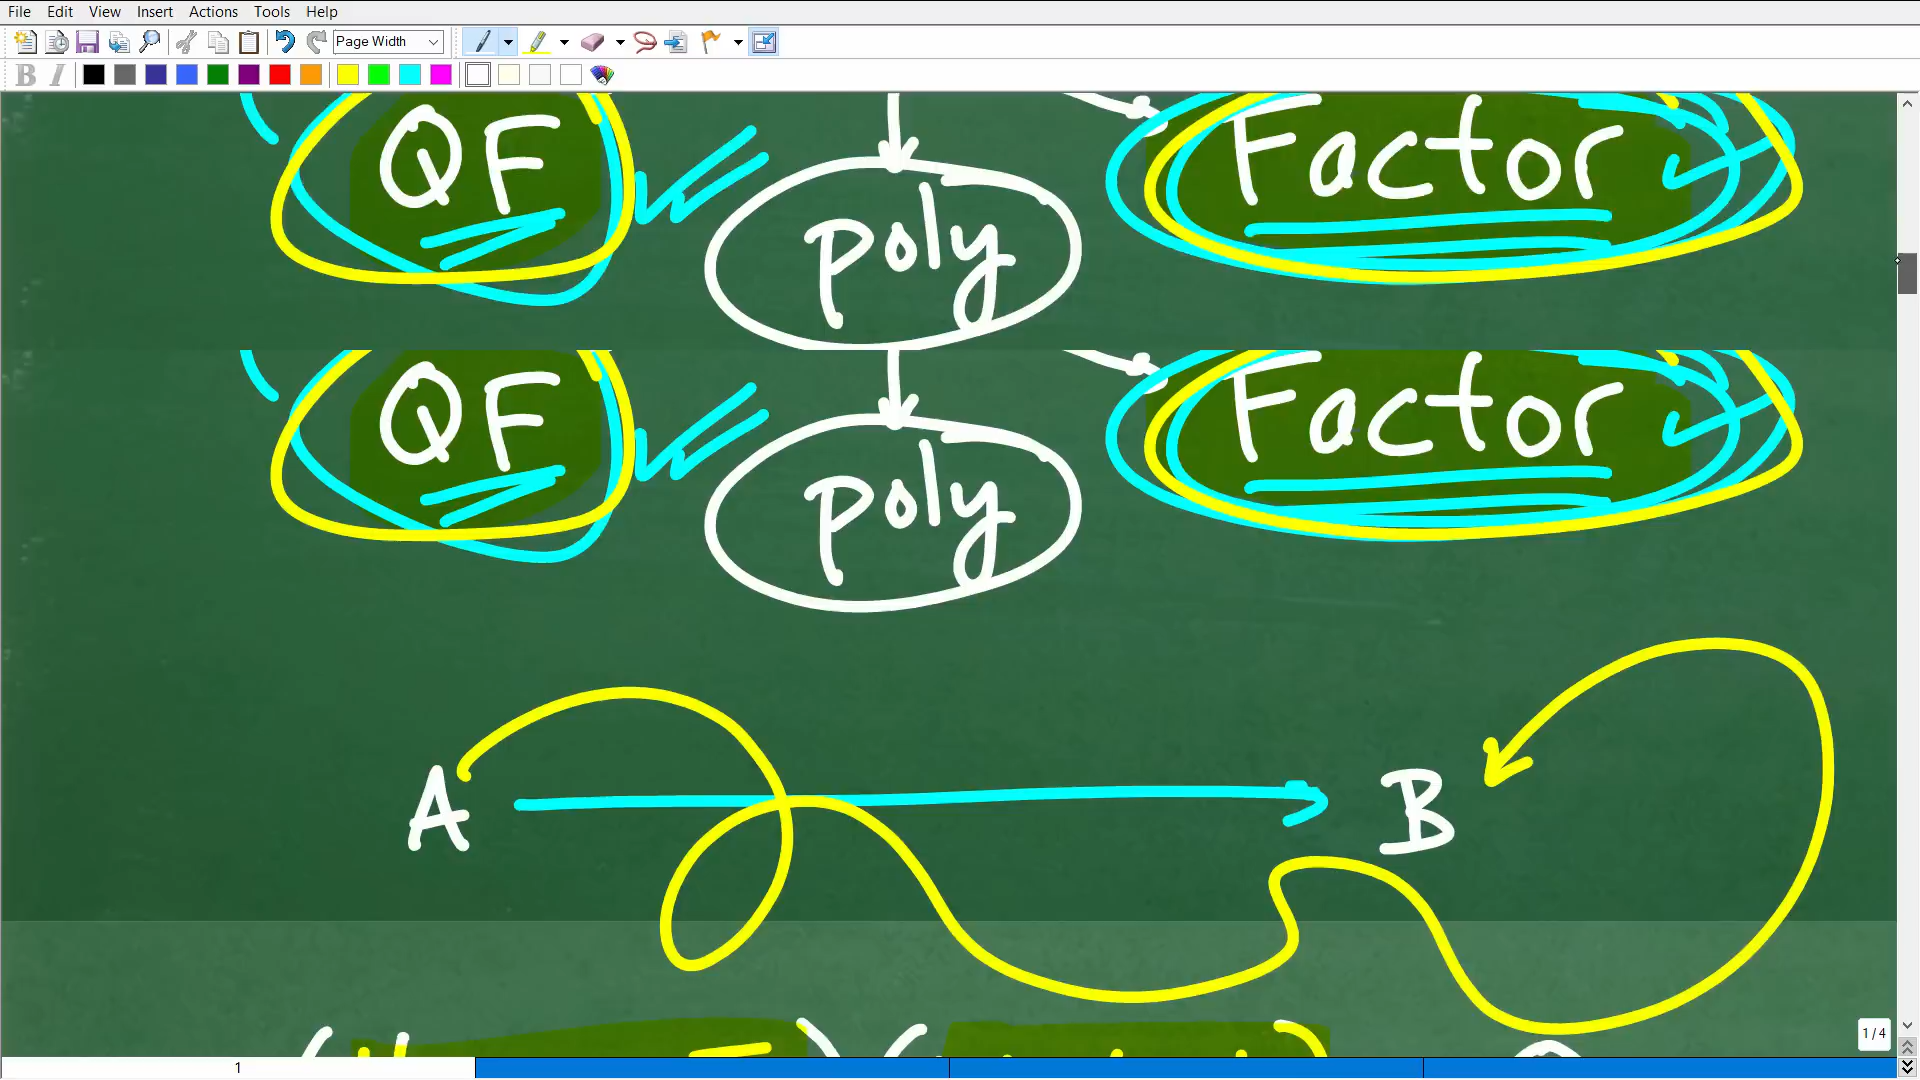 File Edit View Insert Actions Tools Help
Page Width
B I
QF poly Factor
QF poly Factor
A B
1 / 4
1